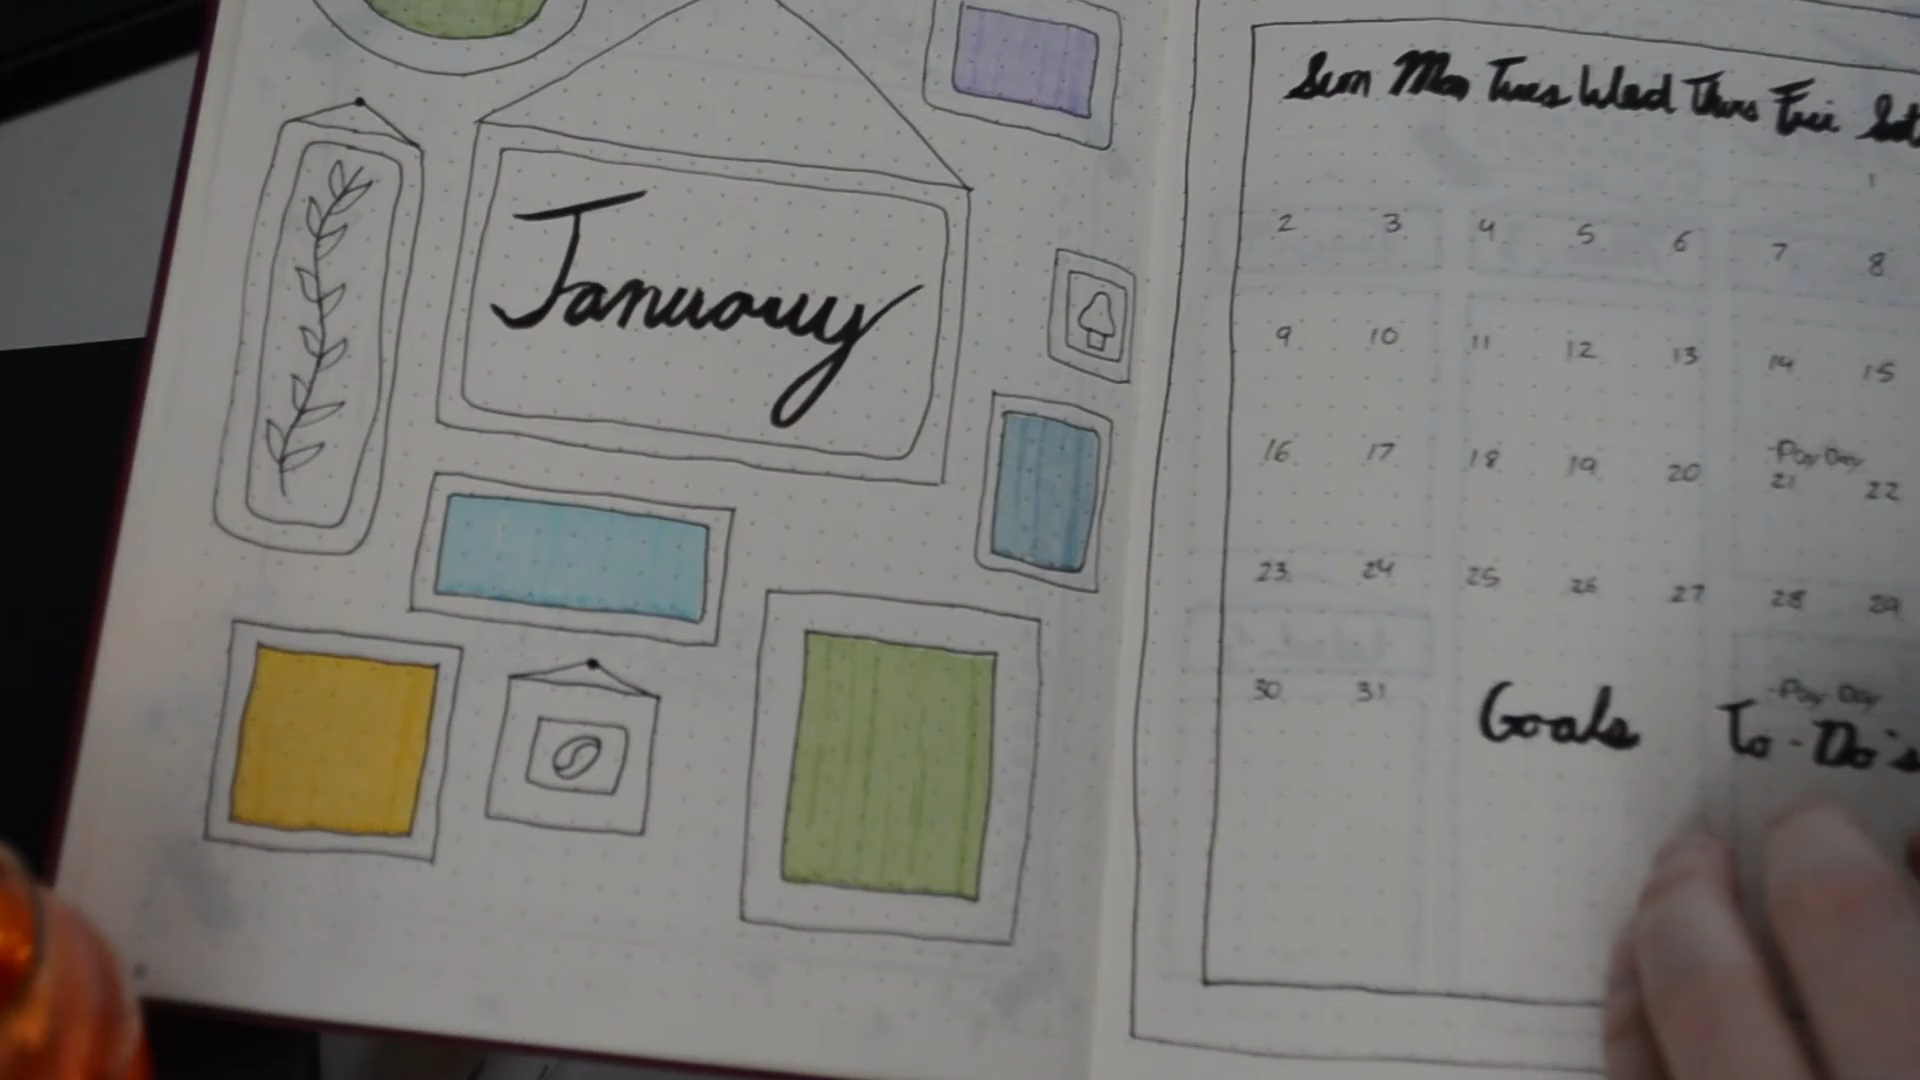 January
Sun Mon Tues Wed Thurs Fri Sat
1
2 3 4 5 6 7 8
9 10 11 12 13 14 15
-Pay Day
16 17 18 19 20 21 22
23 24 25 26 27 28 29
-Pay Day
30 31
Goals To-Do's